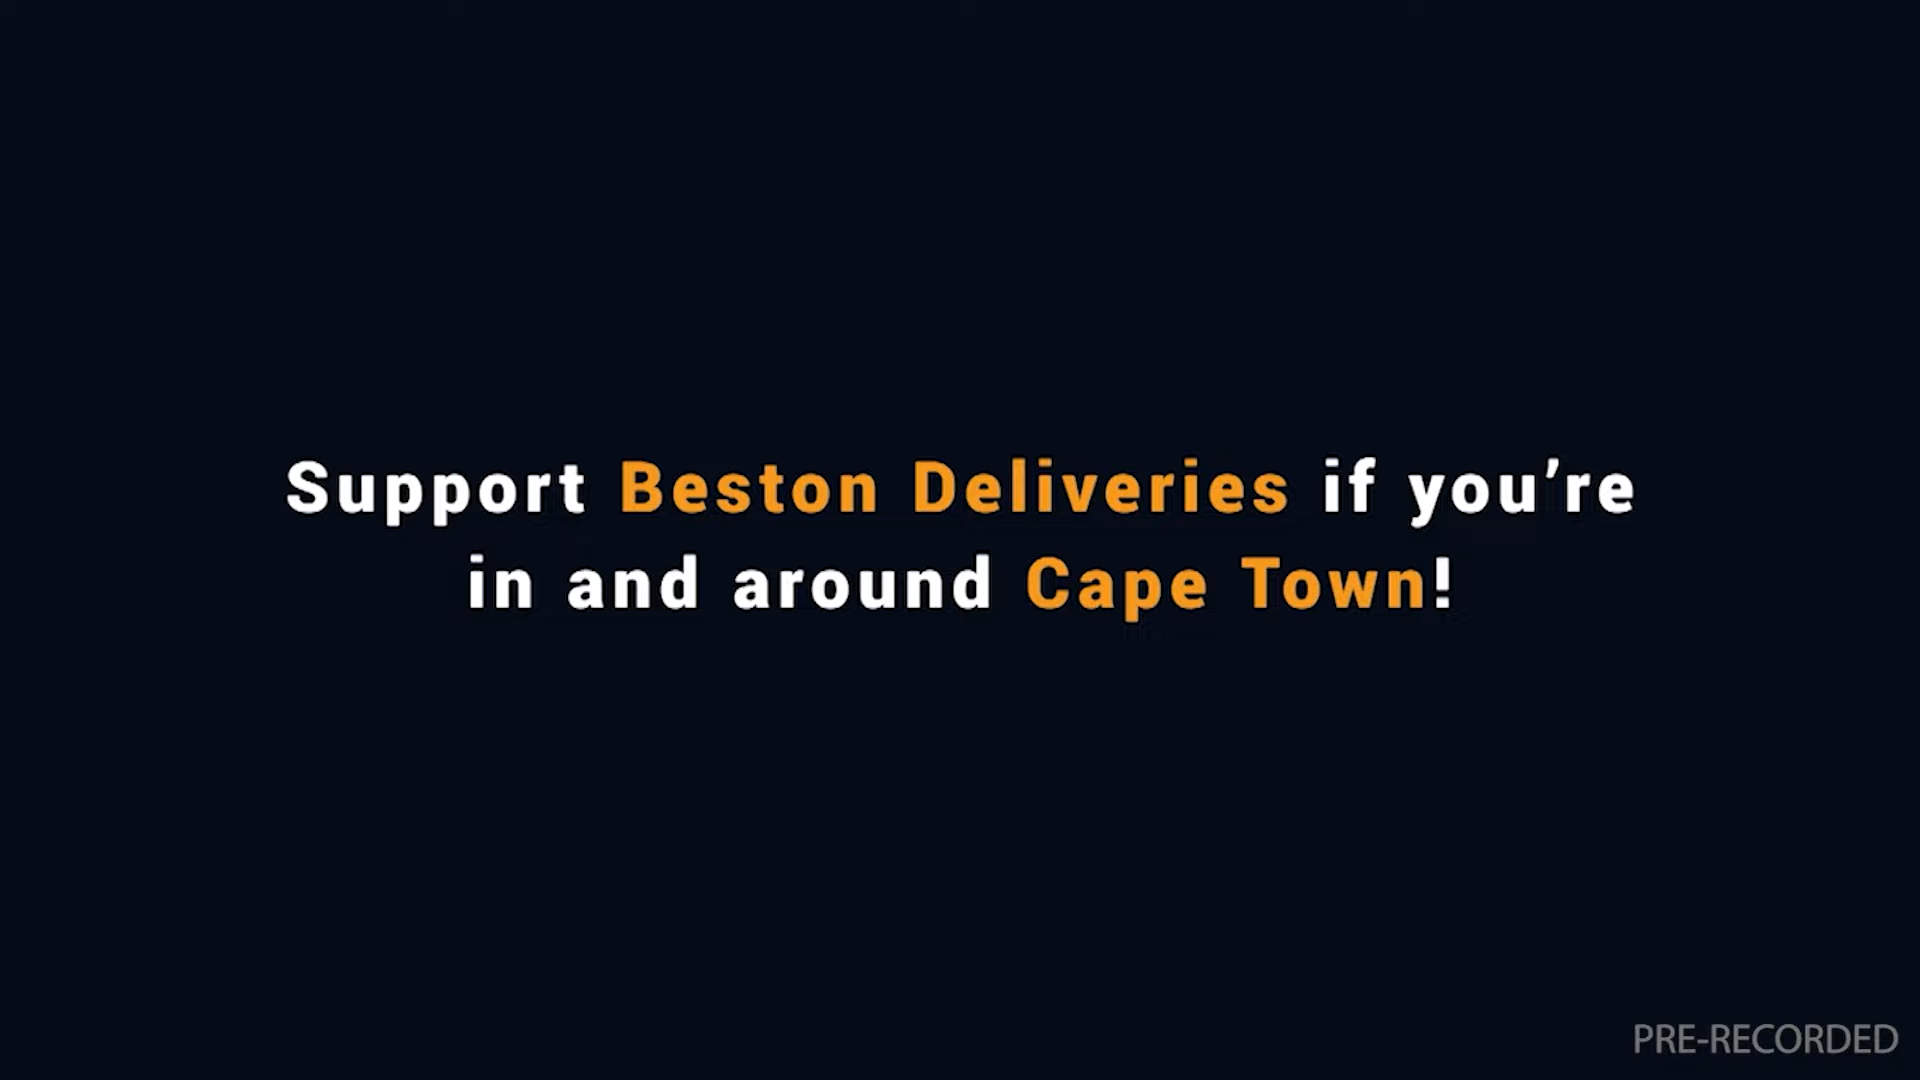 Support Beston Deliveries if you’re
in and around Cape Town!
PRE-RECORDED